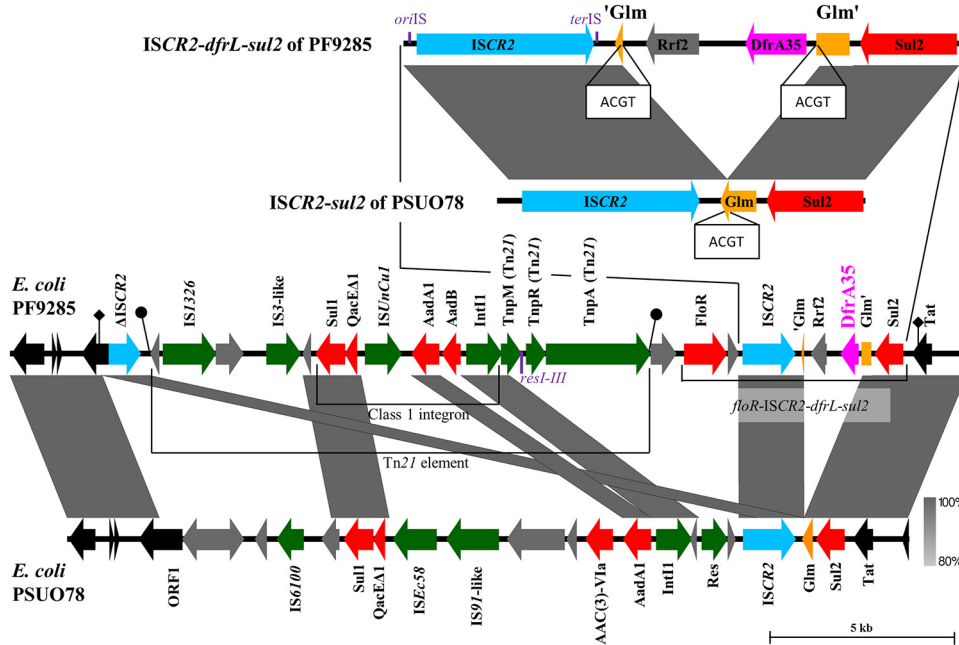 'Glm Glm'
oriIS terIS
ISCR2-dfrL-sul2 of PF9285 ISCR2 Rrf2 DfrA35 Sul2
ACGT ACGT
ISCR2-sul2 of PSUO78 ISCR2 Glm Sul2
ACGT
E. coli
PF9285
ΔISCR2 IS1326 IS3-like Sul1 QacEΔ1 ISUnCu1 AadA1 AadB IntI1 TnpM (Tn21) TnpR (Tn21) TnpA (Tn21) FloR ISCR2 'Glm Rrf2 DfrA35 Glm' Sul2 Tat
resI-III
Class 1 integron floR-ISCR2-dfrL-sul2
Tn21 element
100%
80%
E. coli
PSUO78
ORF1 IS6100 Sul1 QacEΔ1 ISEc58 IS91-like AAC(3)-VIa AadA1 IntI1 Res ISCR2 Glm Sul2 Tat
5 kb